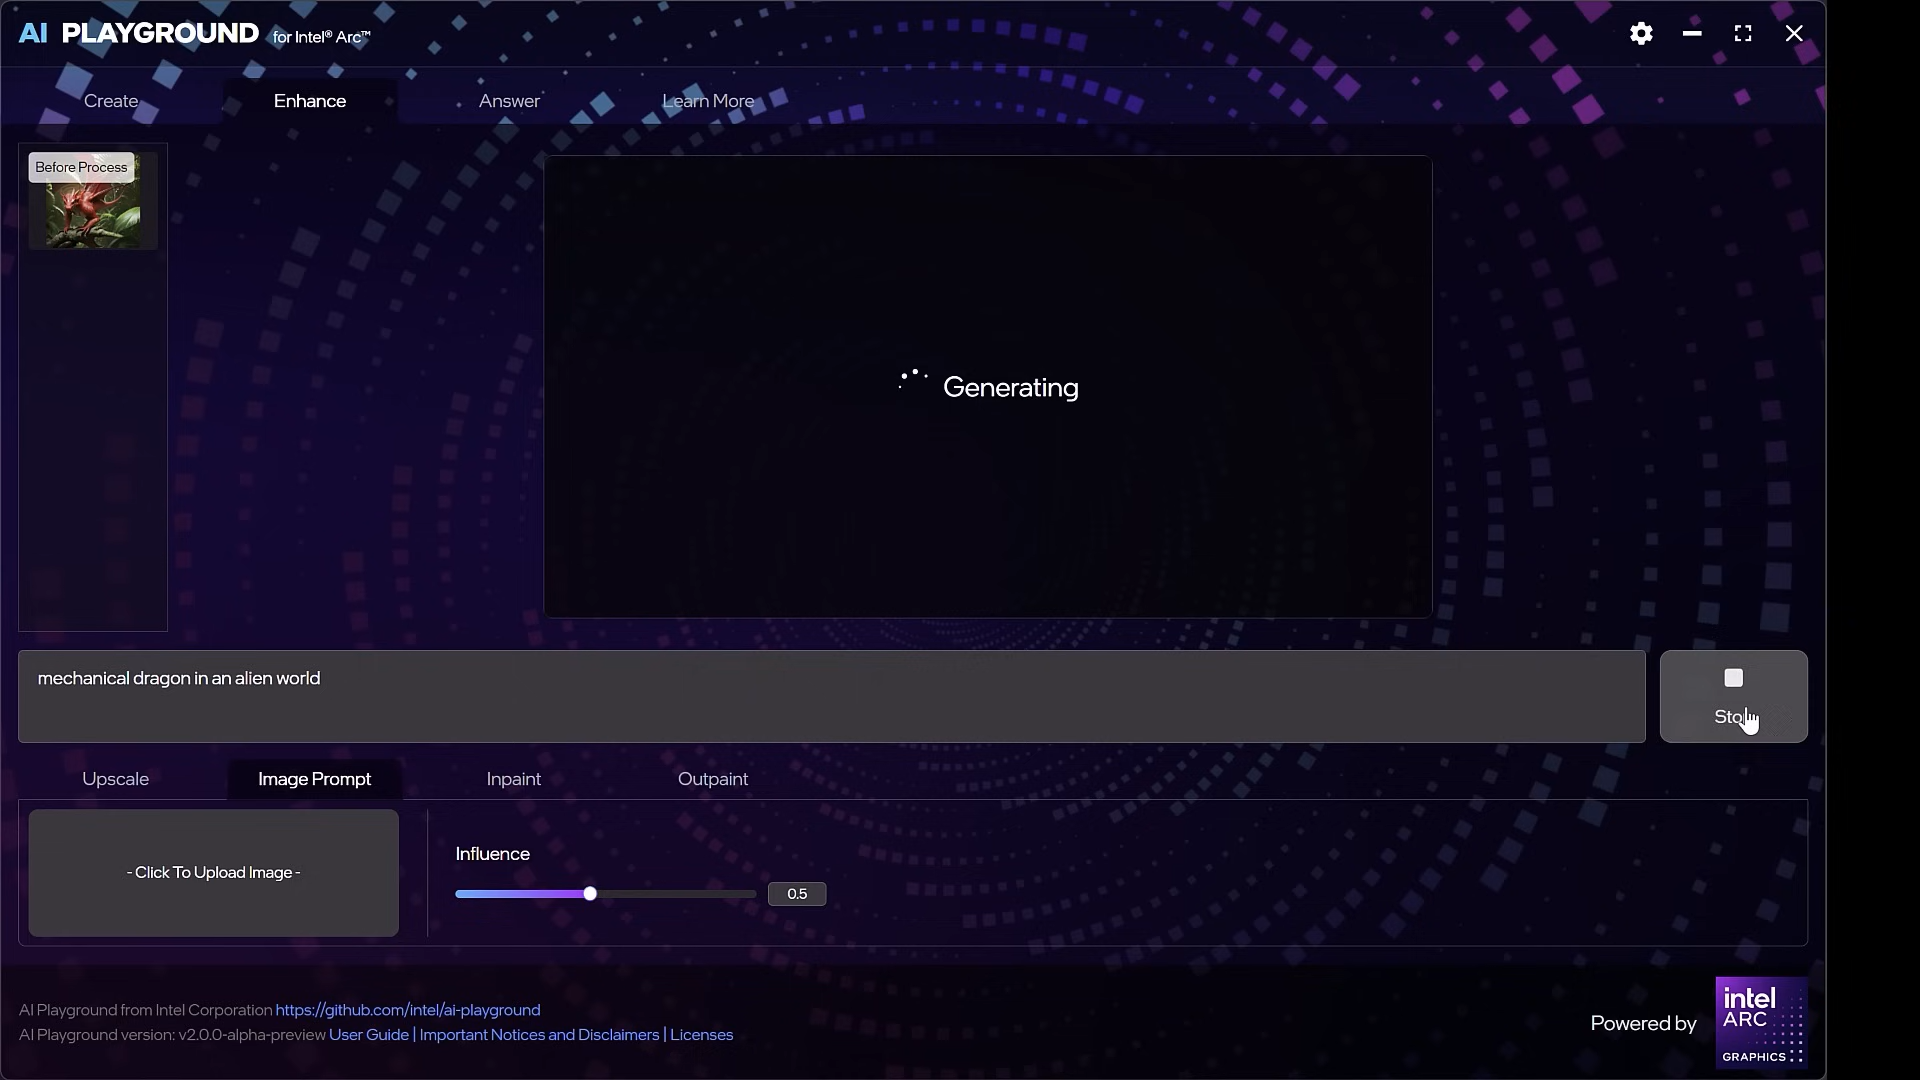 AI PLAYGROUND for Intel® Arc™
Create
Enhance
Answer
Learn More
Before Process
Generating
mechanical dragon in an alien world
Upscale
Image Prompt
Inpaint
Outpaint
- Click To Upload Image -
Influence
0.5
AI Playground from Intel Corporation https://github.com/intel/ai-playground
AI Playground version: v2.0.0-alpha-preview User Guide | Important Notices and Disclaimers | Licenses
Powered by
intel
ARC
GRAPHICS